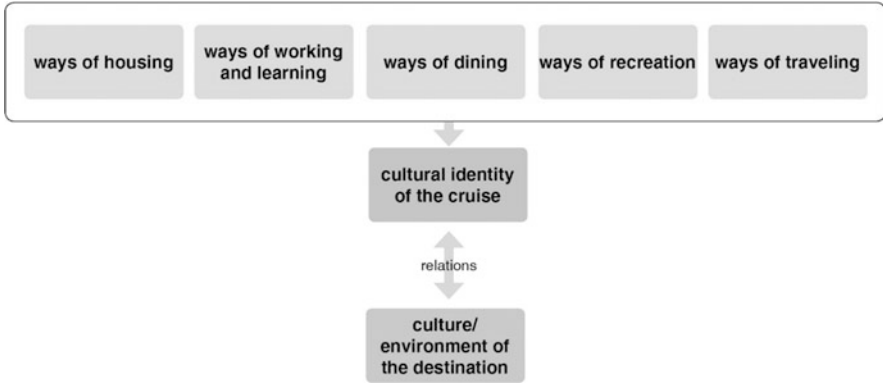 ways of housing
ways of working
and learning
ways of dining
ways of recreation
ways of traveling
cultural identity
of the cruise
relations
culture/
environment of
the destination